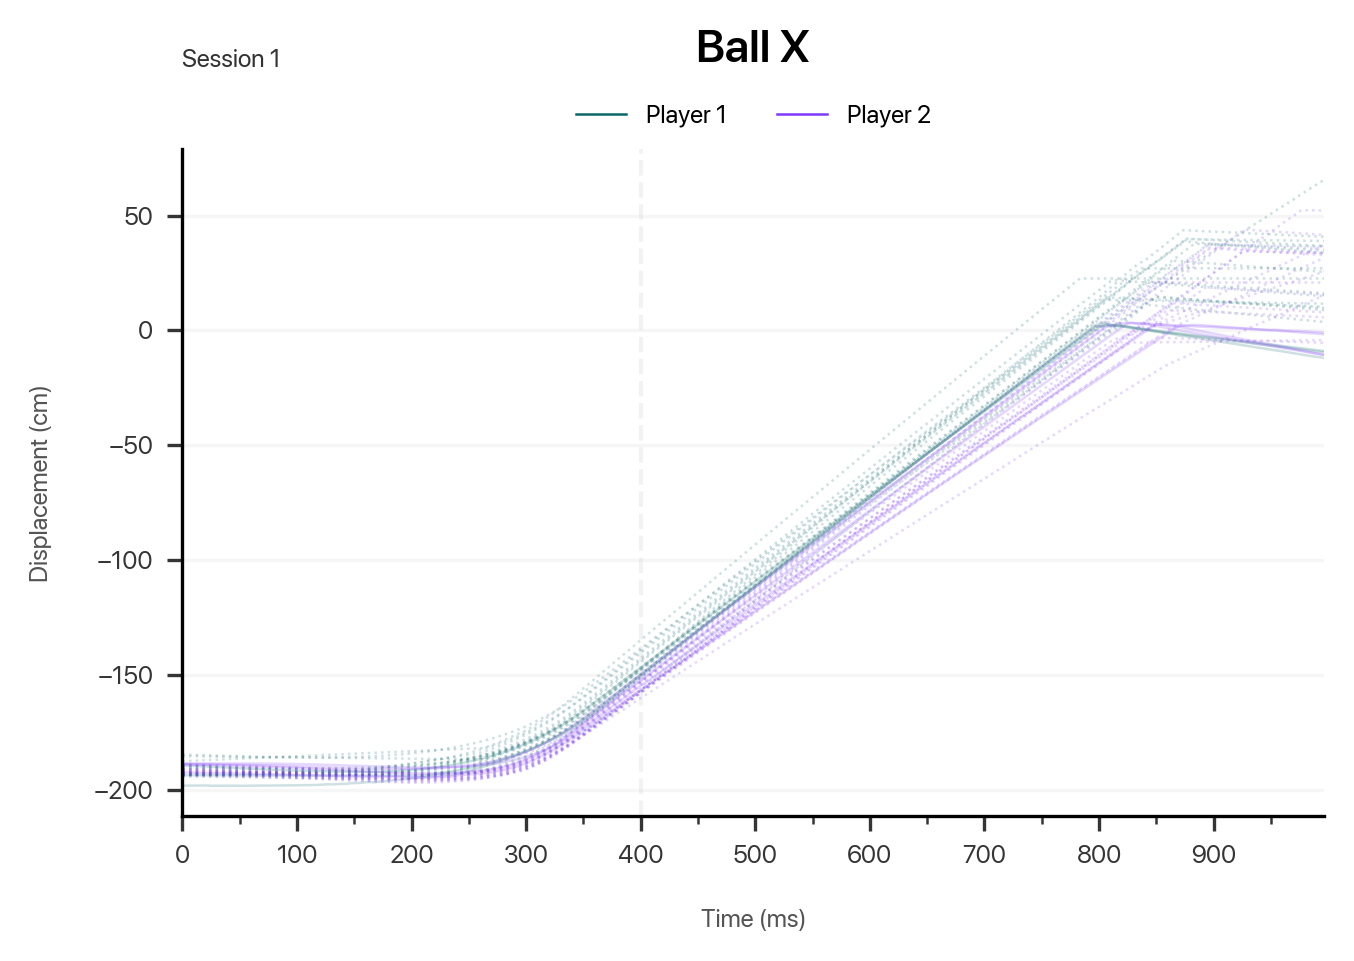 Session 1
Ball X
Player 1 Player 2
50
0
−50
−100
−150
−200
Displacement (cm)
0 100 200 300 400 500 600 700 800 900
Time (ms)